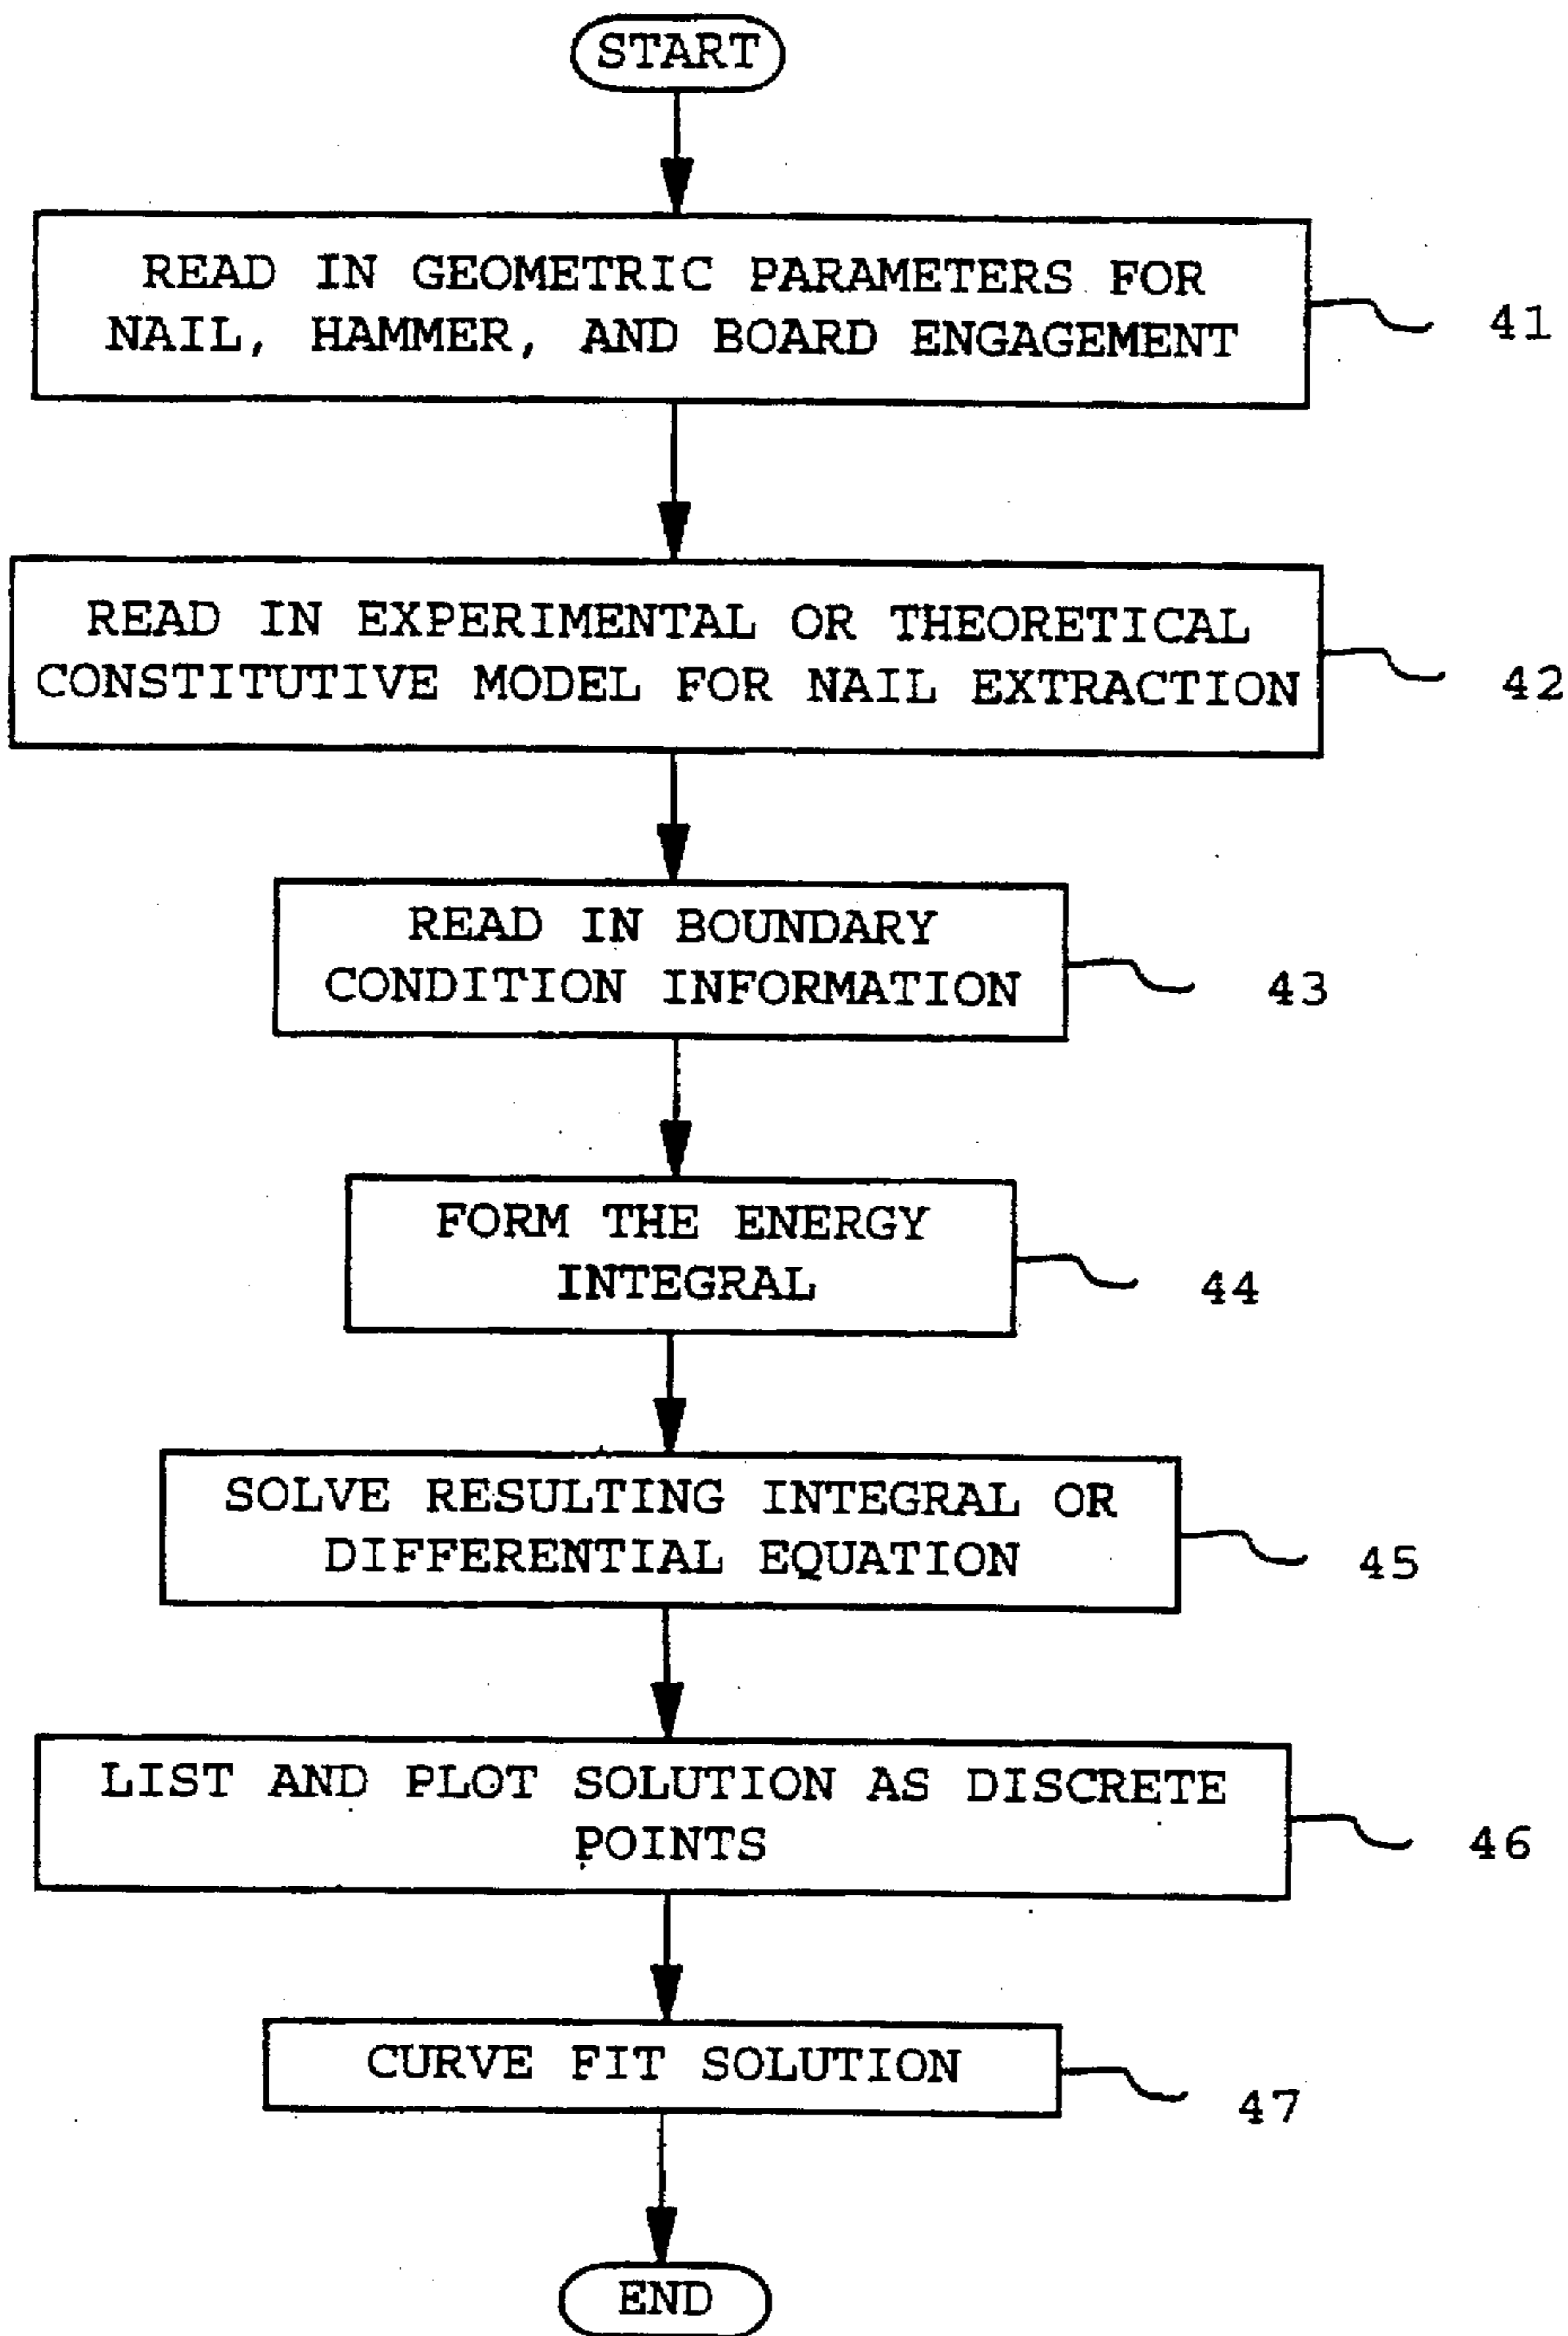 START
READ IN GEOMETRIC PARAMETERS FOR
NAIL, HAMMER, AND BOARD ENGAGEMENT
41
READ IN EXPERIMENTAL OR THEORETICAL
CONSTITUTIVE MODEL FOR NAIL EXTRACTION
42
READ IN BOUNDARY
CONDITION INFORMATION
43
FORM THE ENERGY
INTEGRAL
44
SOLVE RESULTING INTEGRAL OR
DIFFERENTIAL EQUATION
45
LIST AND PLOT SOLUTION AS DISCRETE
POINTS
46
CURVE FIT SOLUTION
47
END